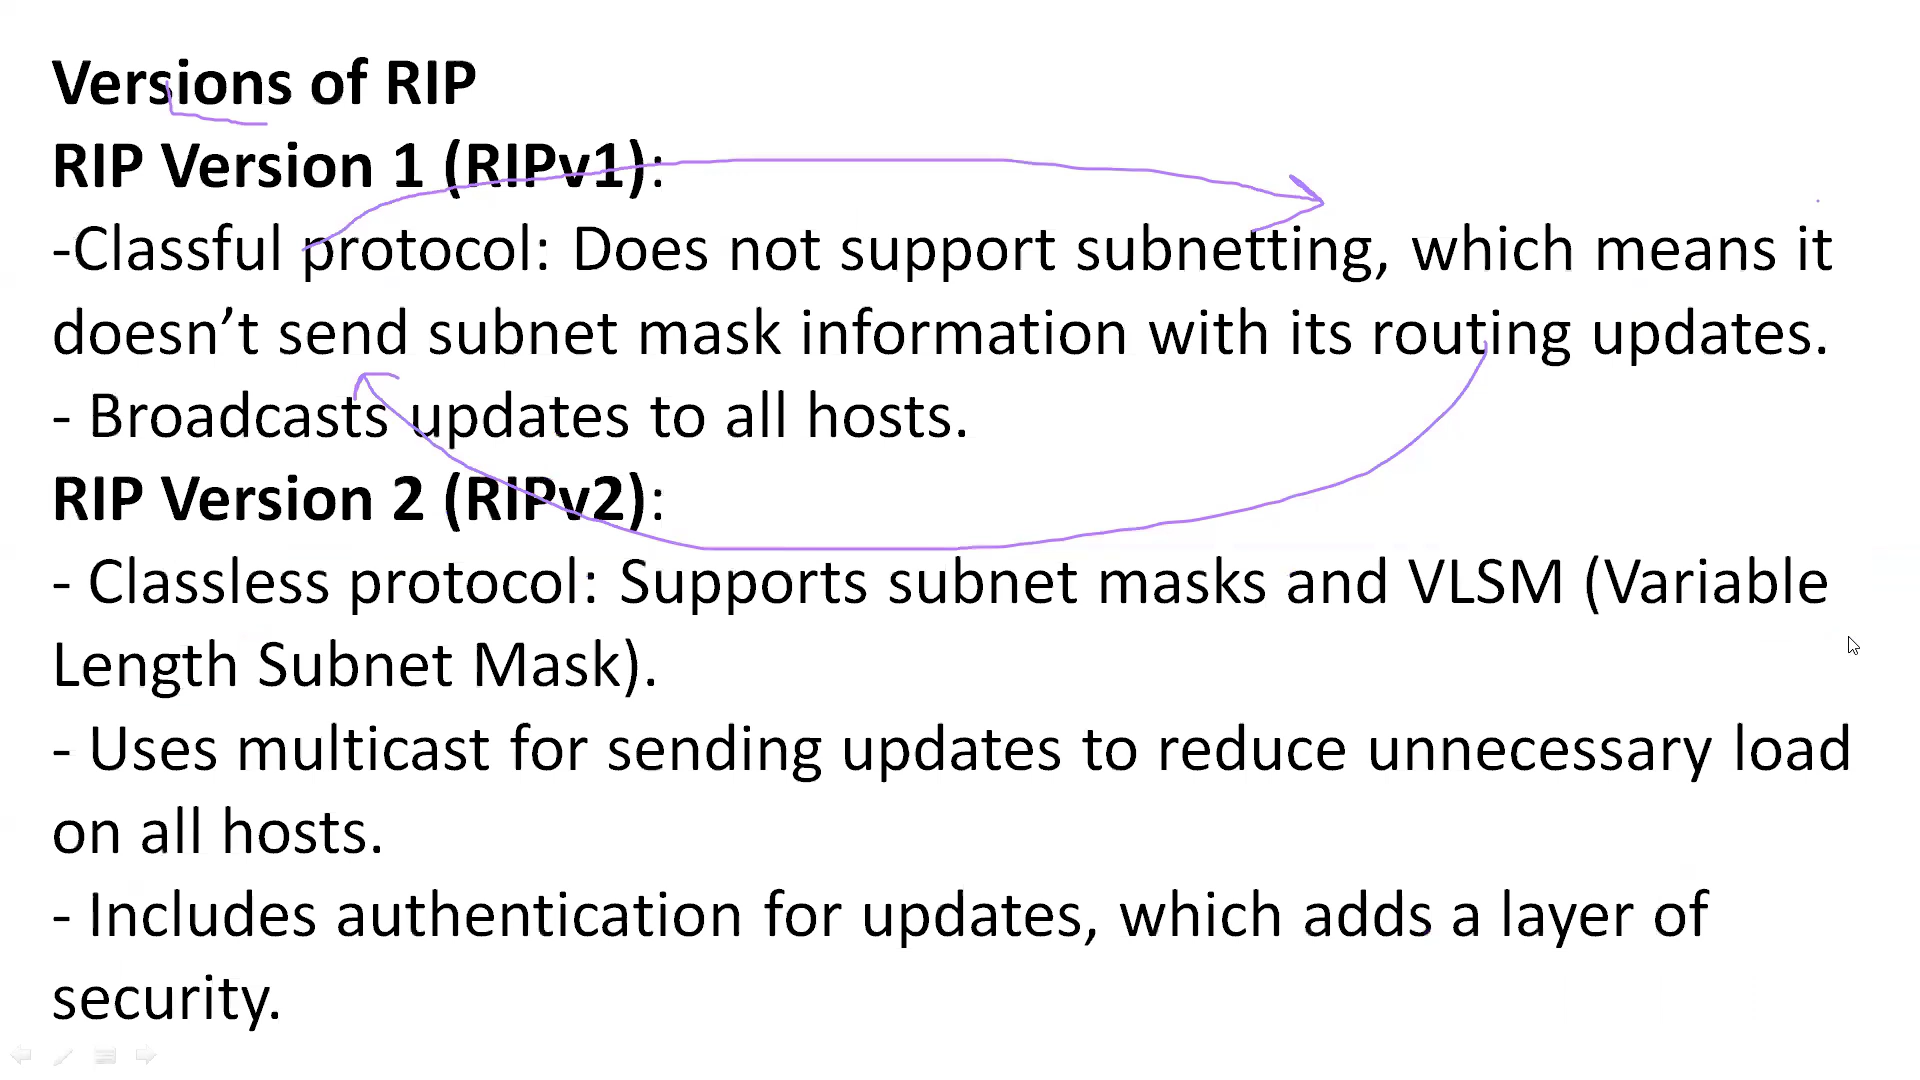 Versions of RIP
RIP Version 1 (RIPv1):
-Classful protocol: Does not support subnetting, which means it
doesn’t send subnet mask information with its routing updates.
- Broadcasts updates to all hosts.
RIP Version 2 (RIPv2):
- Classless protocol: Supports subnet masks and VLSM (Variable
Length Subnet Mask).
- Uses multicast for sending updates to reduce unnecessary load
on all hosts.
- Includes authentication for updates, which adds a layer of
security.